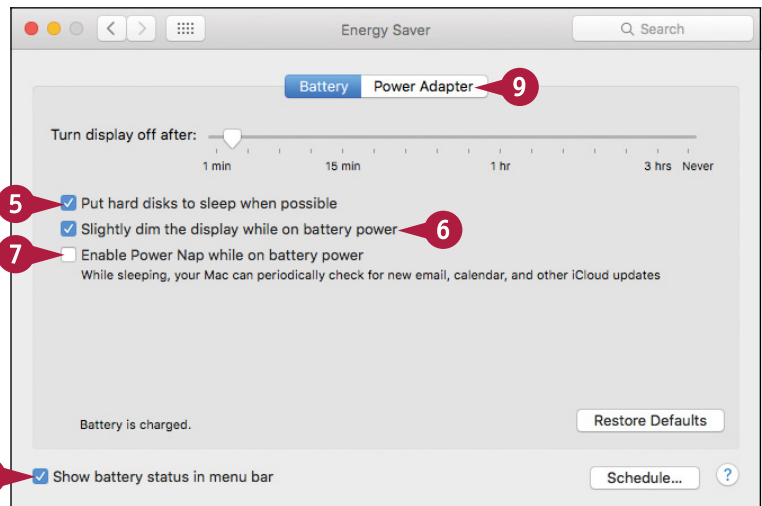 Energy Saver
Search
Battery Power Adapter 9
Turn display off after:
1 min 15 min 1 hr 3 hrs Never
5 Put hard disks to sleep when possible
Slightly dim the display while on battery power 6
7 Enable Power Nap while on battery power
While sleeping, your Mac can periodically check for new email, calendar, and other iCloud updates
Battery is charged.
Restore Defaults
Show battery status in menu bar
Schedule...
?